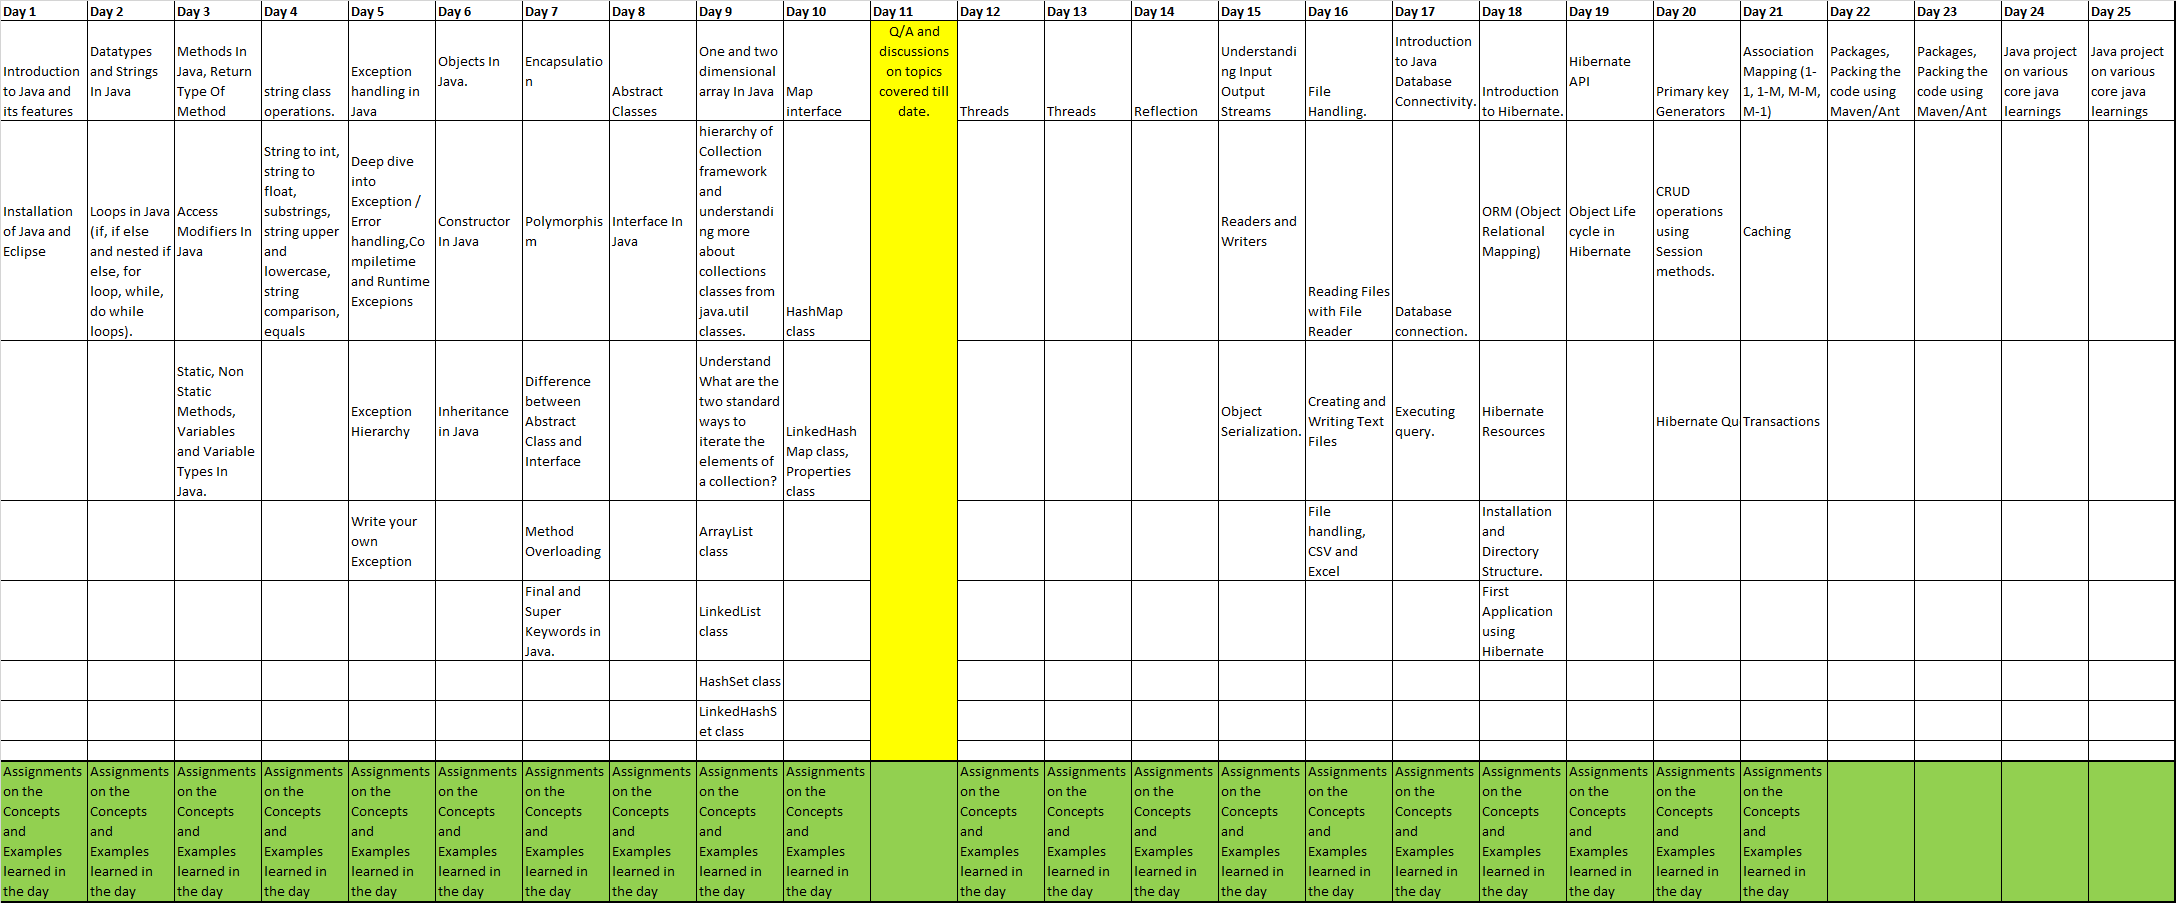 Day 1
Day 2
Day 3
Day 4
Day 5
Day 6
Day 7
Day 8
Day 9
Day 10
Day 11
Day 12
Day 13
Day 14
Day 15
Day 16
Day 17
Day 18
Day 19
Day 20
Day 21
Day 22
Day 23
Day 24
Day 25
Introduction
to Java and
its features
Datatypes
and Strings
In Java
Methods In
Java, Return
Type Of
Method
string class
operations.
Exception
handling in
Java
Objects In
Java.
Encapsulatio
n
Abstract
Classes
One and two
dimensional
array In Java
Map
interface
Q/A and
discussions
on topics
covered till
date.
Threads
Threads
Reflection
Understandi
ng Input
Output
Streams
File
Handling.
Introduction
to Java
Database
Connectivity.
Introduction
to Hibernate.
Hibernate
API
Primary key
Generators
Association
Mapping (1-
1, 1-M, M-M,
M-1)
Packages,
Packing the
code using
Maven/Ant
Packages,
Packing the
code using
Maven/Ant
Java project
on various
core java
learnings
Java project
on various
core java
learnings
Installation
of Java and
Eclipse
Loops in Java
(if, if else
and nested if
else, for
loop, while,
do while
loops).
Access
Modifiers In
Java
String to int,
string to
float,
substrings,
string upper
and
lowercase,
string
comparison,
equals
Deep dive
into
Exception /
Error
handling,Co
mpiletime
and Runtime
Excepions
Constructor
In Java
Polymorphis
m
Interface In
Java
hierarchy of
Collection
framework
and
understandi
ng more
about
collections
classes from
java.util
classes.
HashMap
class
Readers and
Writers
Reading Files
with File
Reader
Database
connection.
ORM (Object
Relational
Mapping)
Object Life
cycle in
Hibernate
CRUD
operations
using
Session
methods.
Caching
Static, Non
Static
Methods,
Variables
and Variable
Types In
Java.
Exception
Hierarchy
Inheritance
in Java
Difference
between
Abstract
Class and
Interface
Understand
What are the
two standard
ways to
iterate the
elements of
a collection?
LinkedHash
Map class,
Properties
class
Object
Serialization.
Creating and
Writing Text
Files
Executing
query.
Hibernate
Resources
Hibernate Qu
Transactions
Write your
own
Exception
Method
Overloading
ArrayList
class
File
handling,
CSV and
Excel
Installation
and
Directory
Structure.
Final and
Super
Keywords in
Java.
LinkedList
class
First
Application
using
Hibernate
HashSet class
LinkedHashS
et class
Assignments
on the
Concepts
and
Examples
learned in
the day
Assignments
on the
Concepts
and
Examples
learned in
the day
Assignments
on the
Concepts
and
Examples
learned in
the day
Assignments
on the
Concepts
and
Examples
learned in
the day
Assignments
on the
Concepts
and
Examples
learned in
the day
Assignments
on the
Concepts
and
Examples
learned in
the day
Assignments
on the
Concepts
and
Examples
learned in
the day
Assignments
on the
Concepts
and
Examples
learned in
the day
Assignments
on the
Concepts
and
Examples
learned in
the day
Assignments
on the
Concepts
and
Examples
learned in
the day
Assignments
on the
Concepts
and
Examples
learned in
the day
Assignments
on the
Concepts
and
Examples
learned in
the day
Assignments
on the
Concepts
and
Examples
learned in
the day
Assignments
on the
Concepts
and
Examples
learned in
the day
Assignments
on the
Concepts
and
Examples
learned in
the day
Assignments
on the
Concepts
and
Examples
learned in
the day
Assignments
on the
Concepts
and
Examples
learned in
the day
Assignments
on the
Concepts
and
Examples
learned in
the day
Assignments
on the
Concepts
and
Examples
learned in
the day
Assignments
on the
Concepts
and
Examples
learned in
the day